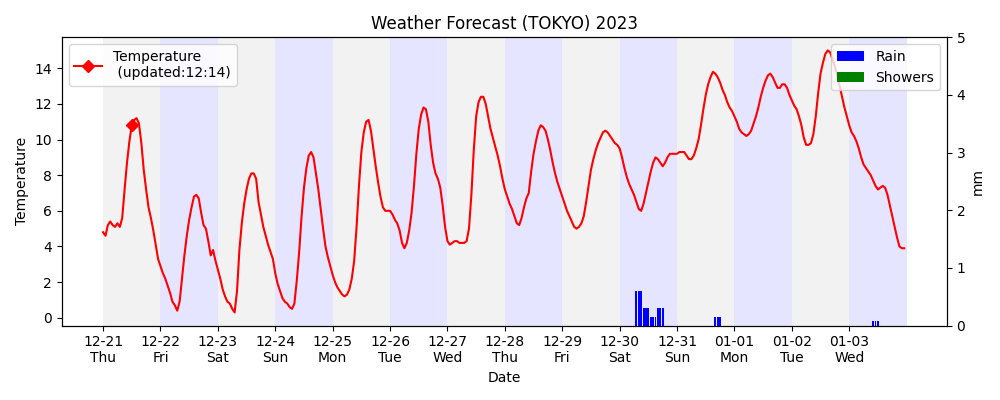 Weather Forecast (TOKYO) 2023
Temperature
(updated:12:14)
Rain
Showers
Temperature
14
12
10
8
6
4
2
0
5
4
3
2
1
0
mm
12-21 12-22 12-23 12-24 12-25 12-26 12-27 12-28 12-29 12-30 12-31 01-01 01-02 01-03
Thu Fri Sat Sun Mon Tue Wed Thu Fri Sat Sun Mon Tue Wed
Date